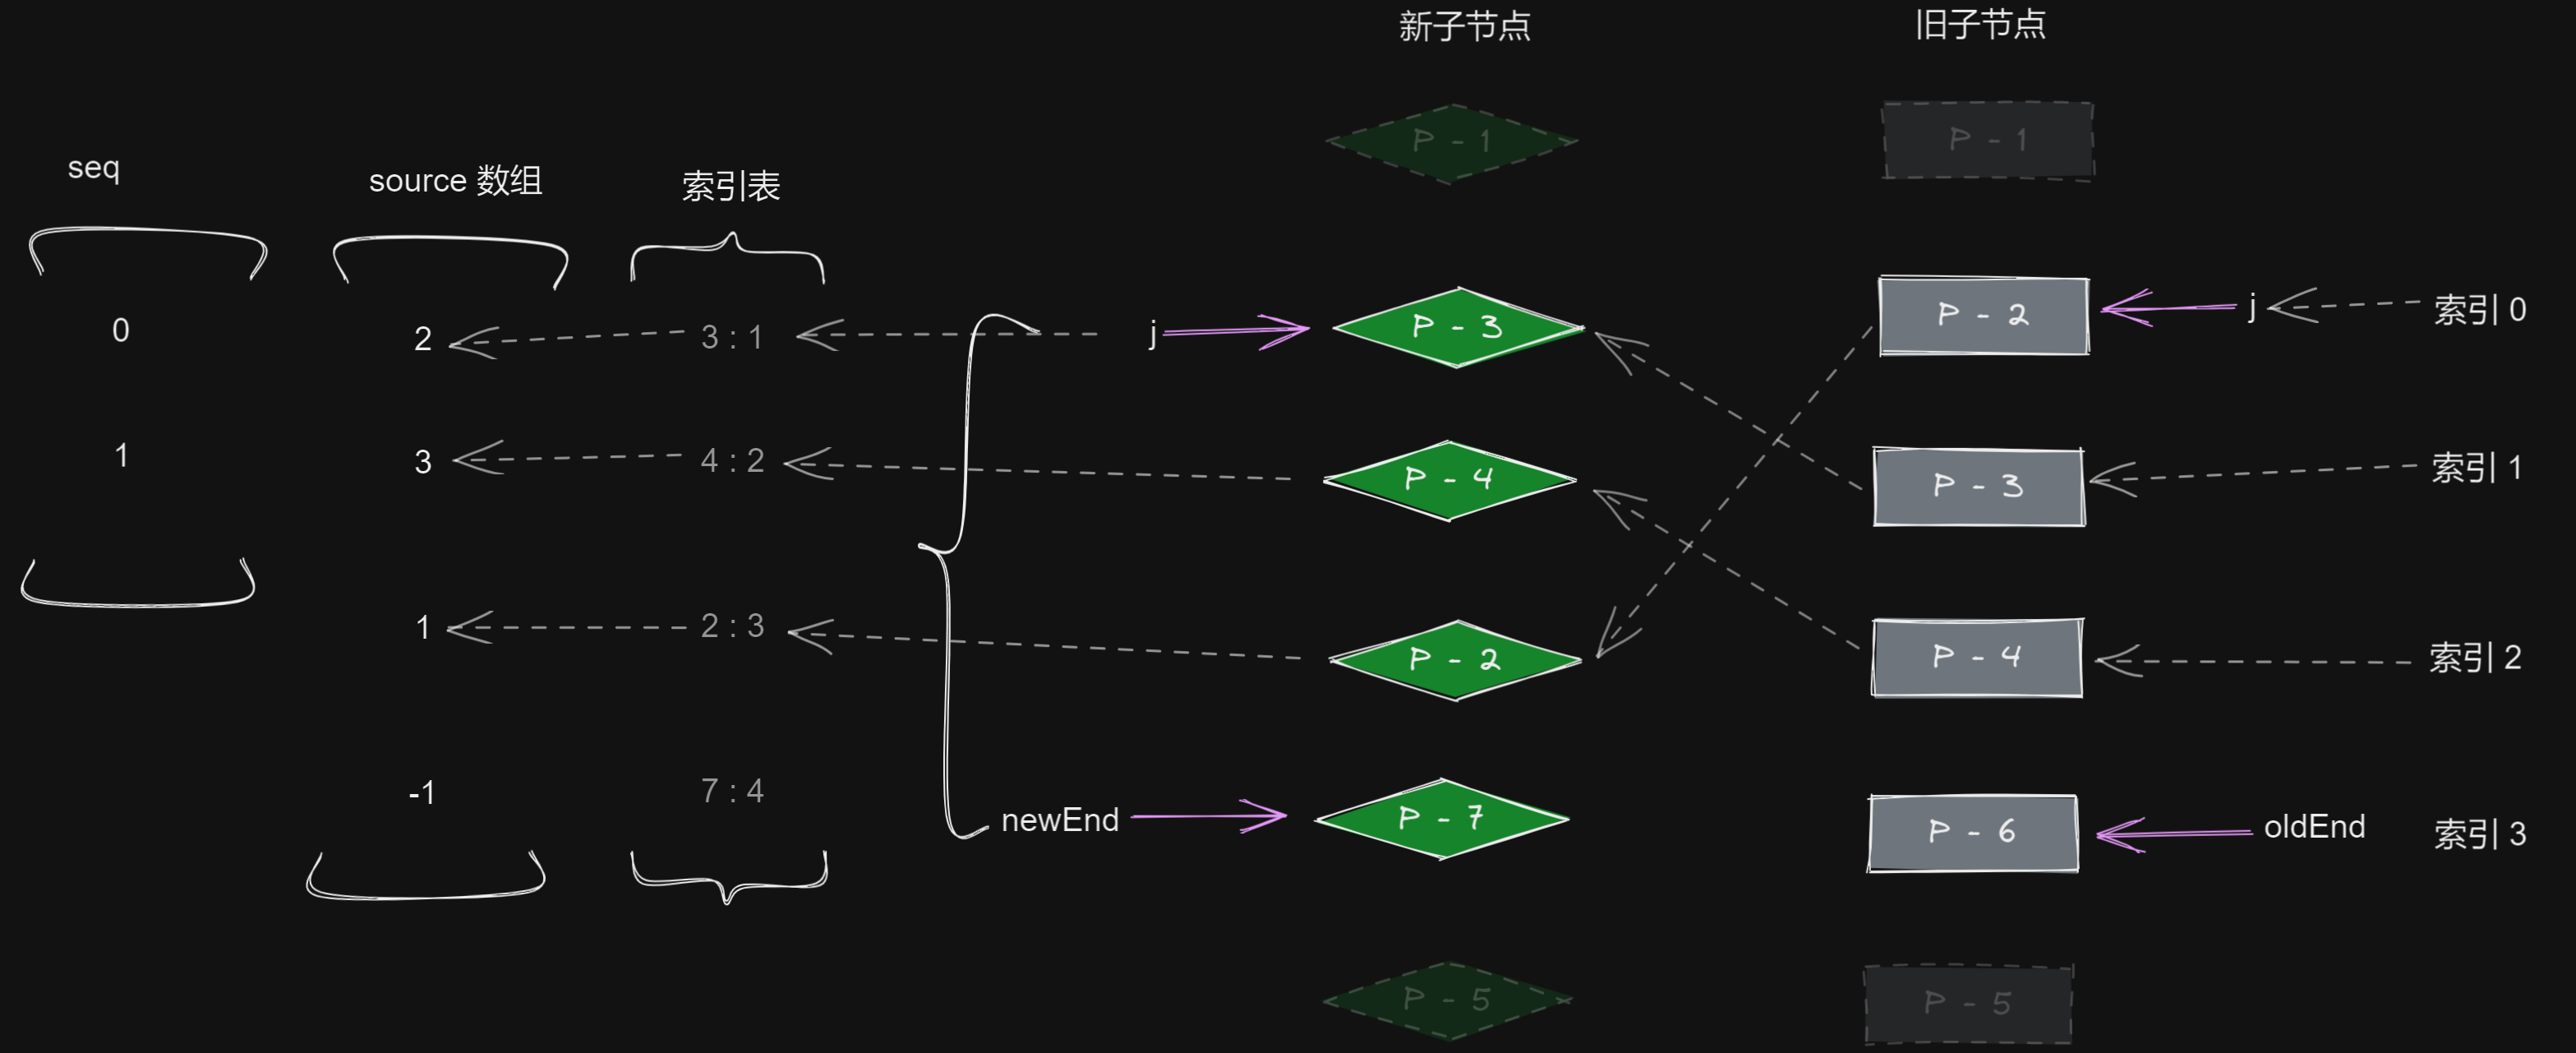 新子节点
旧子节点
P - 1
P - 1
seq
source 数组
索引表
0
2
3 : 1
j
P - 3
P - 2
j
索引 0
1
3
4 : 2
P - 4
P - 3
索引 1
1
2 : 3
P - 2
P - 4
索引 2
-1
7 : 4
newEnd
P - 7
P - 6
oldEnd
索引 3
P - 5
P - 5